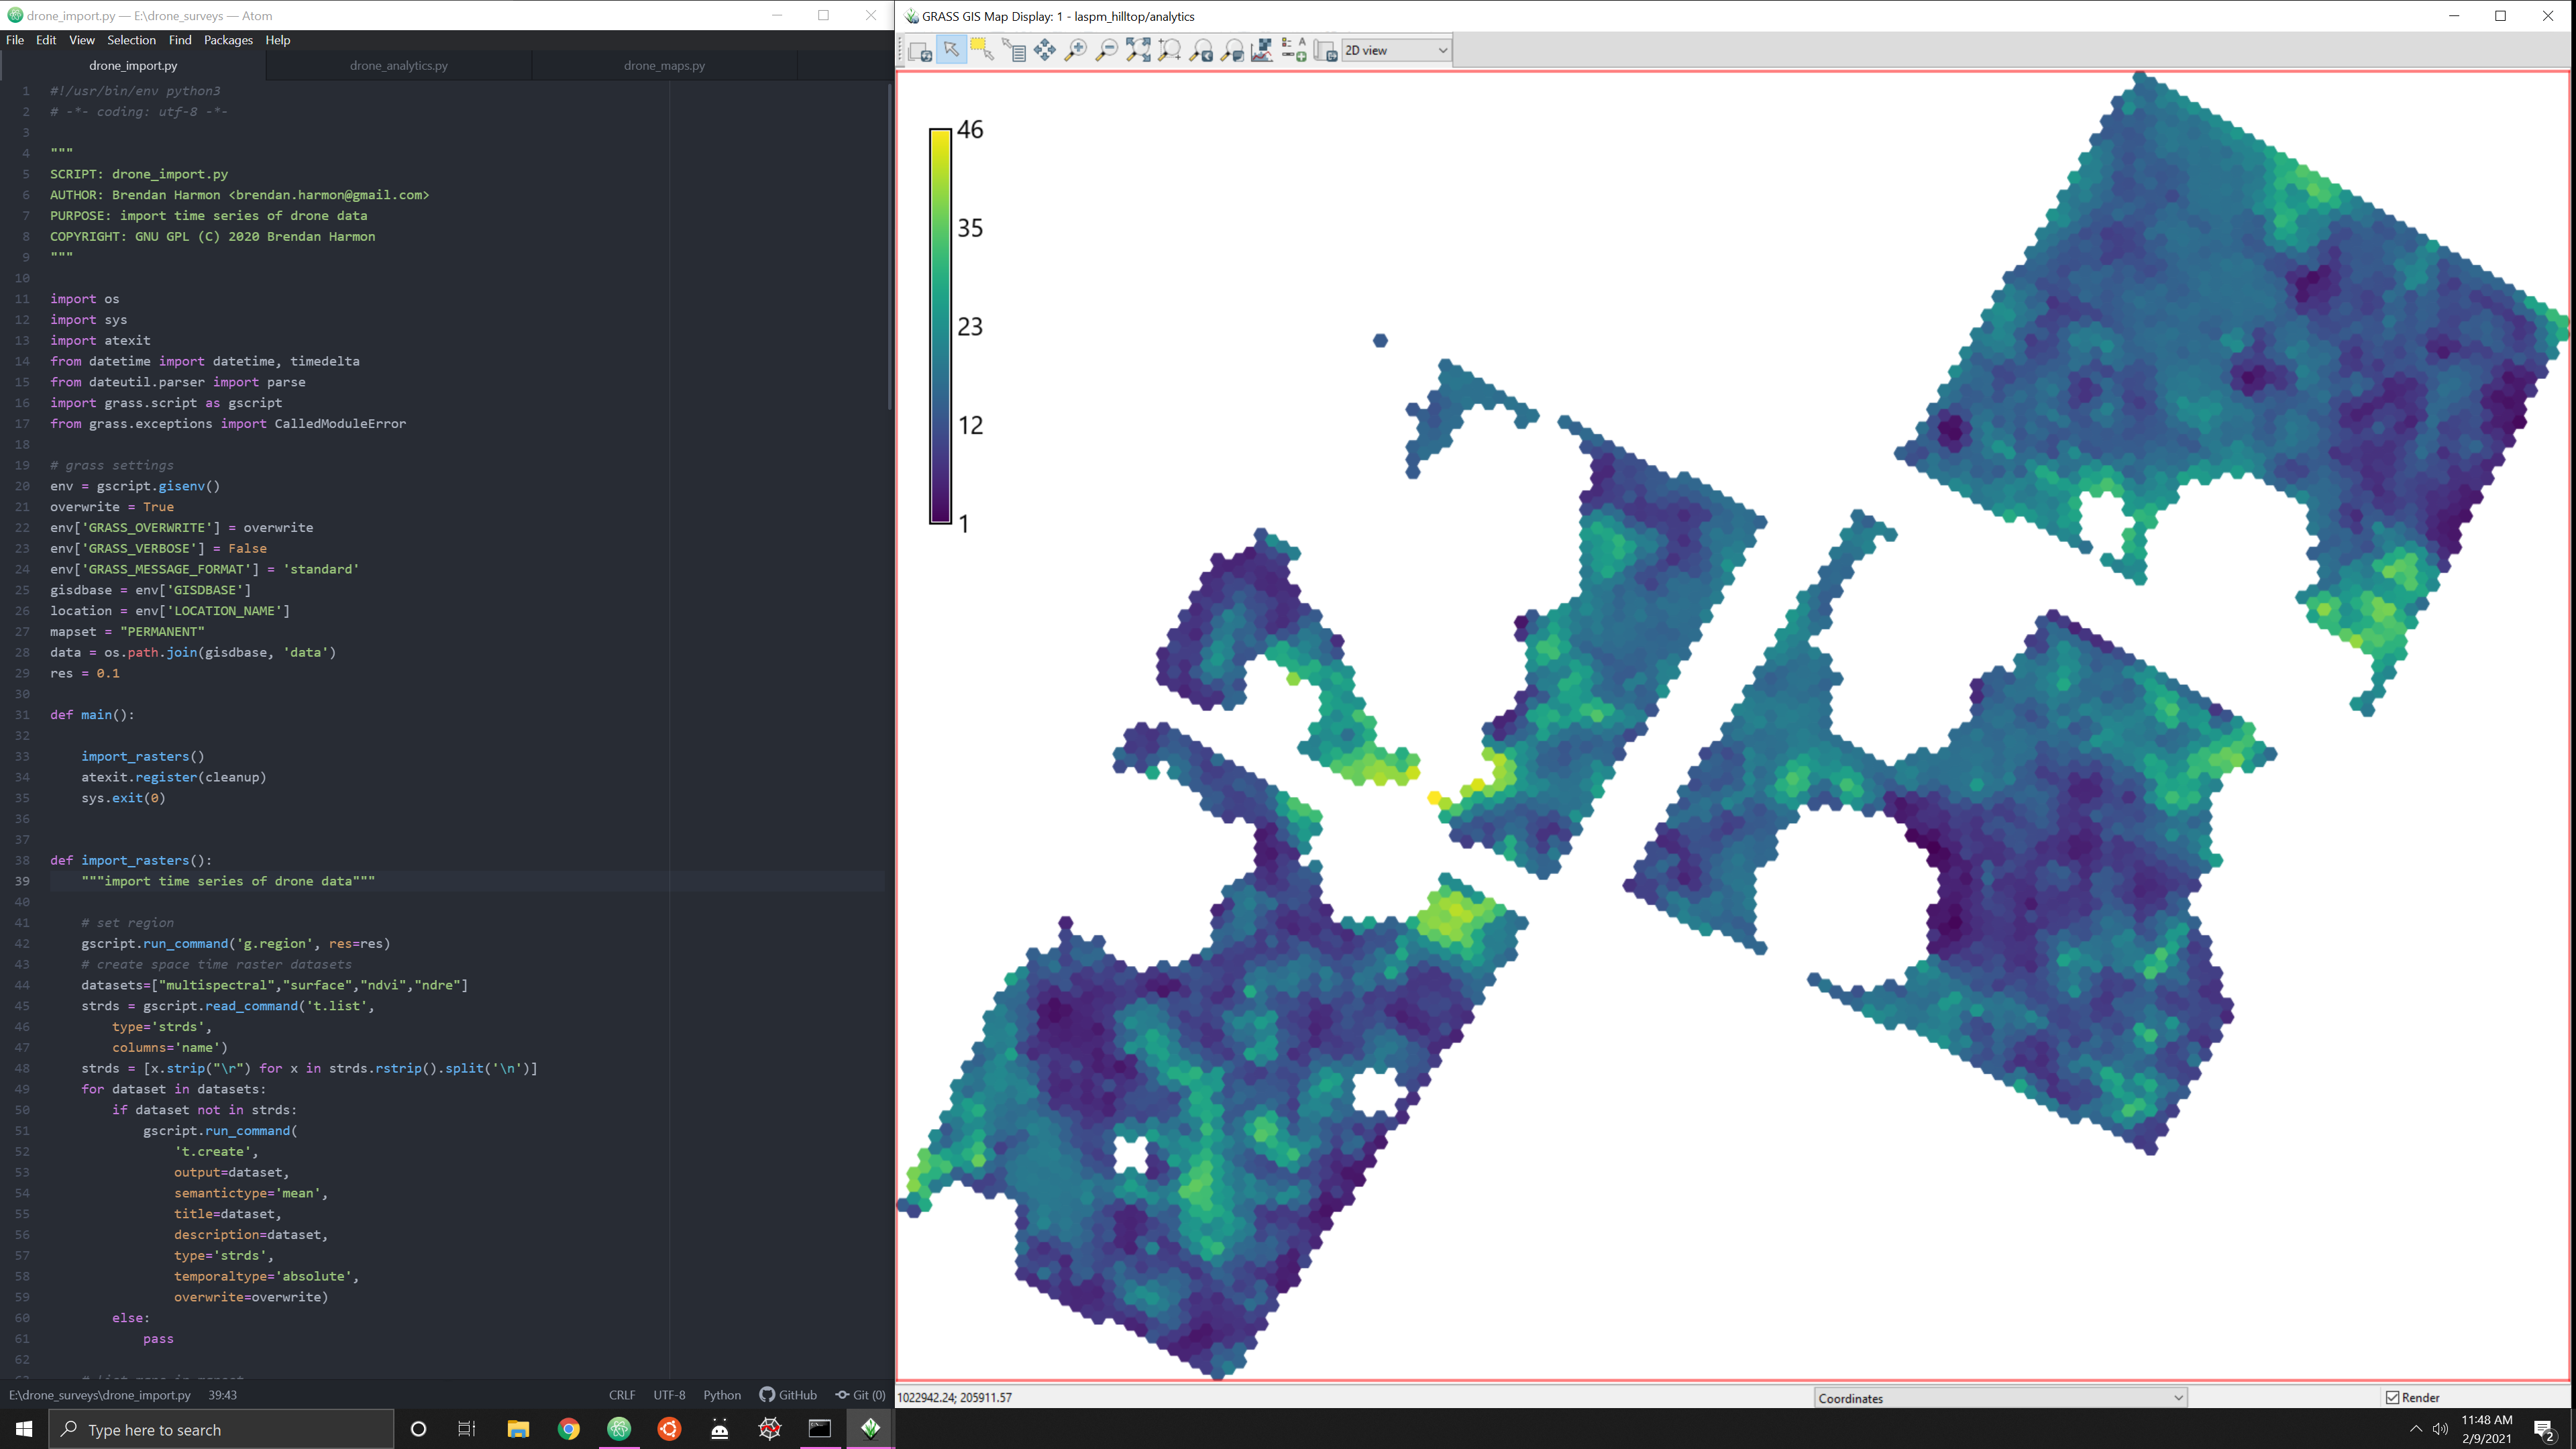 drone_import.py — E:\drone_surveys — Atom
File Edit View Selection Find Packages Help
drone_import.py drone_analytics.py drone_maps.py
1 #!/usr/bin/env python3
2 # -*- coding: utf-8 -*-
3
4 """
5 SCRIPT: drone_import.py
6 AUTHOR: Brendan Harmon <brendan.harmon@gmail.com>
7 PURPOSE: import time series of drone data
8 COPYRIGHT: GNU GPL (C) 2020 Brendan Harmon
9 """
10
11 import os
12 import sys
13 import atexit
14 from datetime import datetime, timedelta
15 from dateutil.parser import parse
16 import grass.script as gscript
17 from grass.exceptions import CalledModuleError
18
19 # grass settings
20 env = gscript.gisenv()
21 overwrite = True
22 env['GRASS_OVERWRITE'] = overwrite
23 env['GRASS_VERBOSE'] = False
24 env['GRASS_MESSAGE_FORMAT'] = 'standard'
25 gisdbase = env['GISDBASE']
26 location = env['LOCATION_NAME']
27 mapset = "PERMANENT"
28 data = os.path.join(gisdbase, 'data')
29 res = 0.1
30
31 def main():
32
33 import_rasters()
34 atexit.register(cleanup)
35 sys.exit(0)
36
37
38 def import_rasters():
39 """import time series of drone data"""
40
41 # set region
42 gscript.run_command('g.region', res=res)
43 # create space time raster datasets
44 datasets=["multispectral","surface","ndvi","ndre"]
45 strds = gscript.read_command('t.list',
46 type='strds',
47 columns='name')
48 strds = [x.strip("\r") for x in strds.rstrip().split('\n')]
49 for dataset in datasets:
50 if dataset not in strds:
51 gscript.run_command(
52 't.create',
53 output=dataset,
54 semantictype='mean',
55 title=dataset,
56 description=dataset,
57 type='strds',
58 temporaltype='absolute',
59 overwrite=overwrite)
60 else:
61 pass
62
E:\drone_surveys\drone_import.py 39:43 CRLF UTF-8 Python GitHub Git (0)
GRASS GIS Map Display: 1 - laspm_hilltop/analytics
2D view
46
35
23
12
1
1022942.24; 205911.57 Coordinates Render
Type here to search
11:48 AM
2/9/2021
2